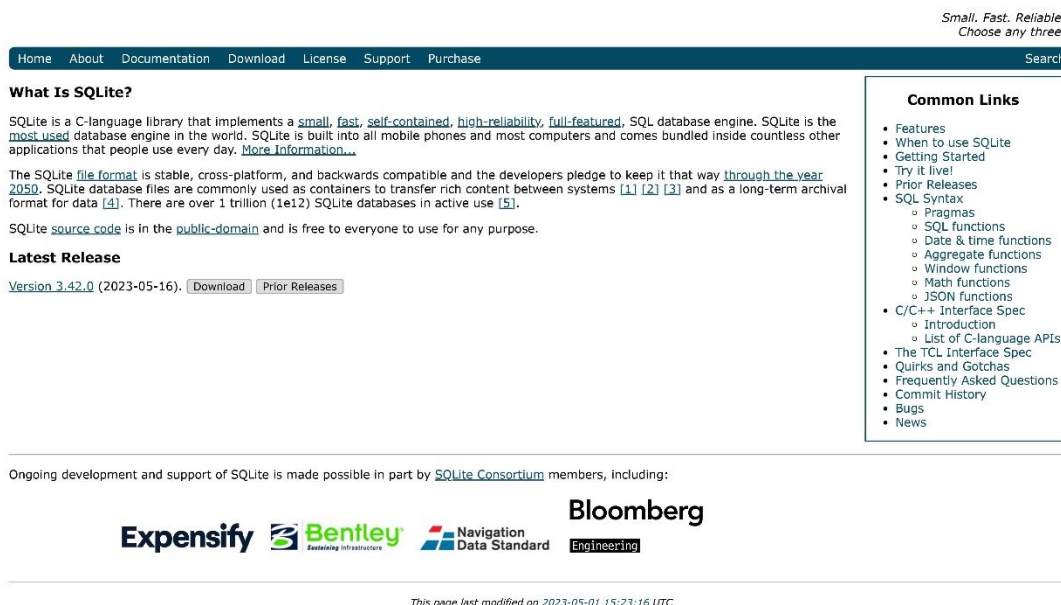 Small. Fast. Reliable
Choose any three
Home About Documentation Download License Support Purchase Search
What Is SQLite?
SQLite is a C-language library that implements a small, fast, self-contained, high-reliability, full-featured, SQL database engine. SQLite is the
most used database engine in the world. SQLite is built into all mobile phones and most computers and comes bundled inside countless other
applications that people use every day. More Information...
The SQLite file format is stable, cross-platform, and backwards compatible and the developers pledge to keep it that way through the year
2050. SQLite database files are commonly used as containers to transfer rich content between systems [1] [2] [3] and as a long-term archival
format for data [4]. There are over 1 trillion (1e12) SQLite databases in active use [5].
SQLite source code is in the public-domain and is free to everyone to use for any purpose.
Latest Release
Version 3.42.0 (2023-05-16). Download Prior Releases
Common Links
• Features
• When to use SQLite
• Getting Started
• Try it live!
• Prior Releases
• SQL Syntax
◦ Pragmas
◦ SQL functions
◦ Date & time functions
◦ Aggregate functions
◦ Window functions
◦ Math functions
◦ JSON functions
• C/C++ Interface Spec
◦ Introduction
◦ List of C-language APIs
• The TCL Interface Spec
• Quirks and Gotchas
• Frequently Asked Questions
• Commit History
• Bugs
• News
Ongoing development and support of SQLite is made possible in part by SQLite Consortium members, including:
Expensify
Bentley
Sustaining Infrastructure
Navigation
Data Standard
Bloomberg
Engineering
This page last modified on 2023-05-01 15:23:16 UTC